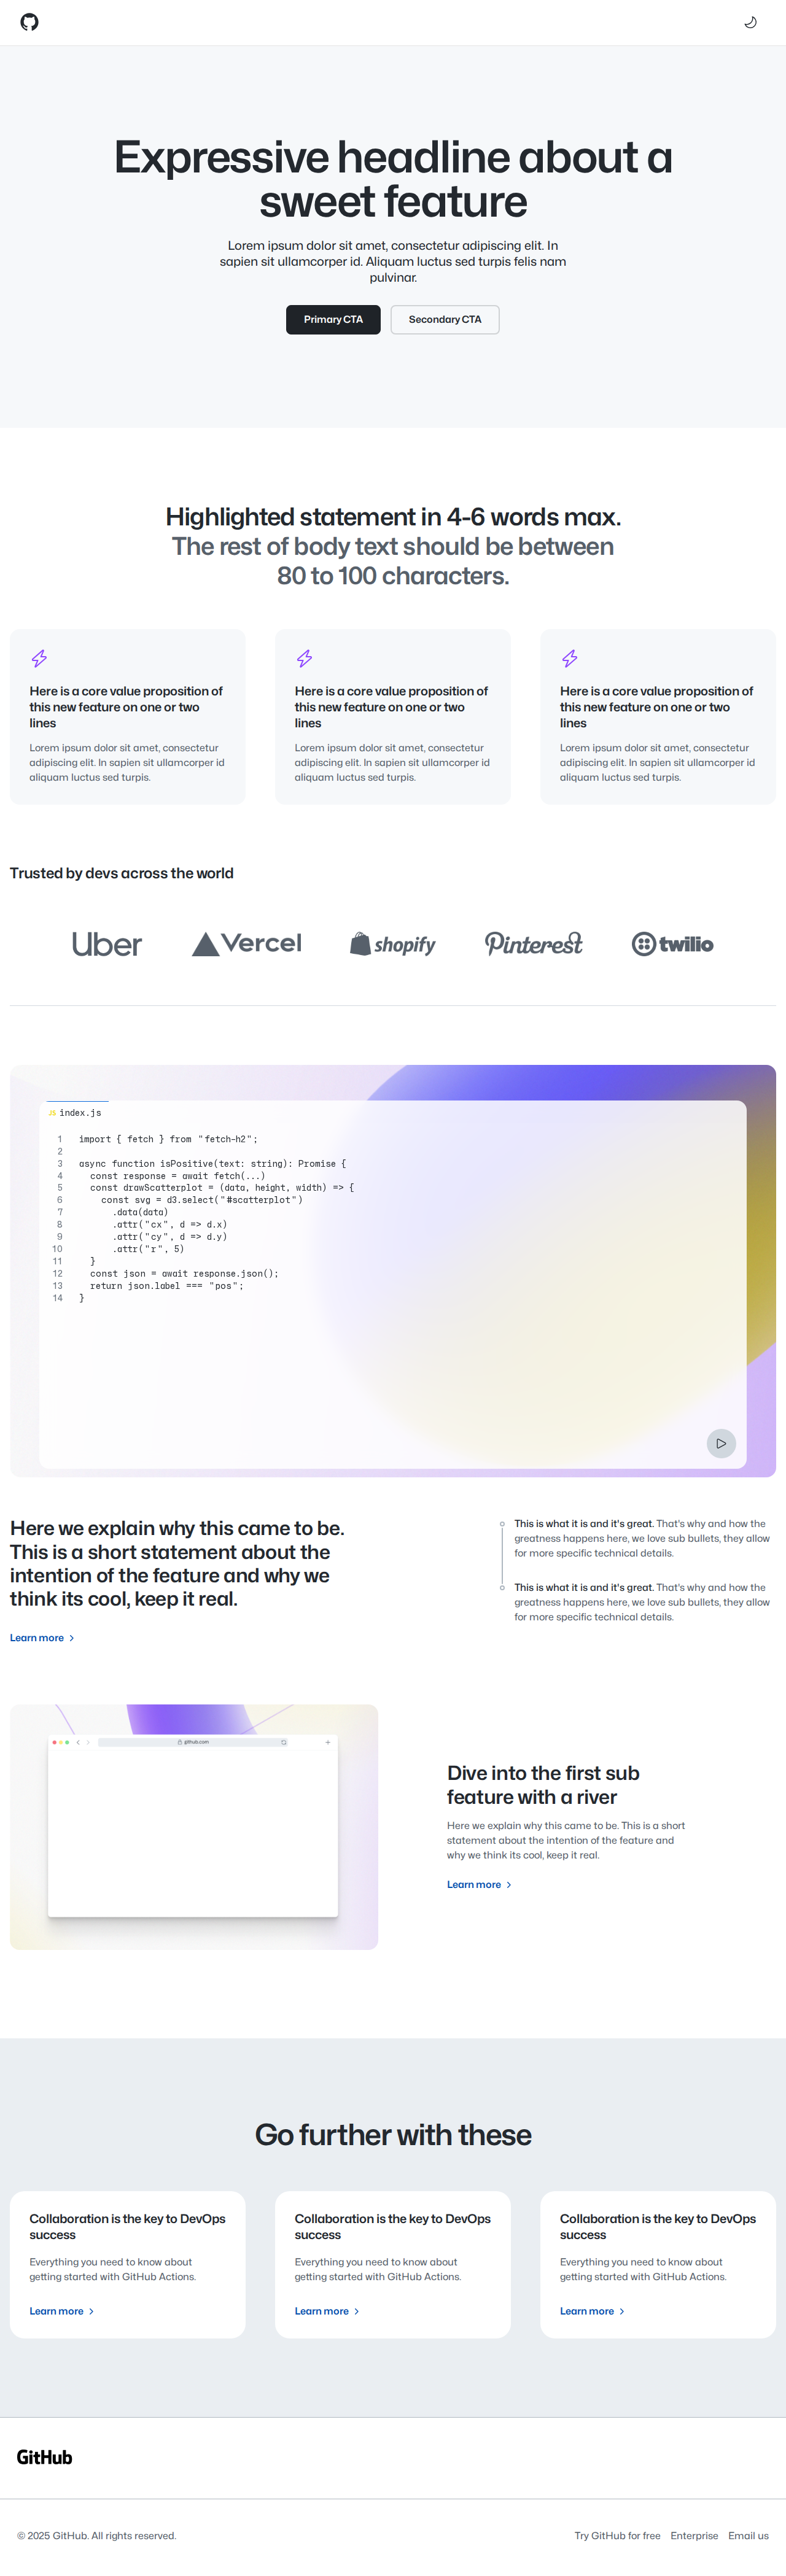 Expressive headline about a
sweet feature
Lorem ipsum dolor sit amet, consectetur adipiscing elit. In
sapien sit ullamcorper id. Aliquam luctus sed turpis felis nam
pulvinar.
Primary CTA
Secondary CTA
Highlighted statement in 4-6 words max.
The rest of body text should be between
80 to 100 characters.
Here is a core value proposition of
this new feature on one or two
lines
Lorem ipsum dolor sit amet, consectetur
adipiscing elit. In sapien sit ullamcorper id
aliquam luctus sed turpis.
Here is a core value proposition of
this new feature on one or two
lines
Lorem ipsum dolor sit amet, consectetur
adipiscing elit. In sapien sit ullamcorper id
aliquam luctus sed turpis.
Here is a core value proposition of
this new feature on one or two
lines
Lorem ipsum dolor sit amet, consectetur
adipiscing elit. In sapien sit ullamcorper id
aliquam luctus sed turpis.
Trusted by devs across the world
Uber
Vercel
shopify
Pinterest
twilio
JS index.js
1 import { fetch } from "fetch-h2";
2
3 async function isPositive(text: string): Promise {
4 const response = await fetch(...)
5 const drawScatterplot = (data, height, width) => {
6 const svg = d3.select("#scatterplot")
7 .data(data)
8 .attr("cx", d => d.x)
9 .attr("cy", d => d.y)
10 .attr("r", 5)
11 }
12 const json = await response.json();
13 return json.label === "pos";
14 }
Here we explain why this came to be.
This is a short statement about the
intention of the feature and why we
think its cool, keep it real.
Learn more
This is what it is and it's great. That's why and how the
greatness happens here, we love sub bullets, they allow
for more specific technical details.
This is what it is and it's great. That's why and how the
greatness happens here, we love sub bullets, they allow
for more specific technical details.
github.com
Dive into the first sub
feature with a river
Here we explain why this came to be. This is a short
statement about the intention of the feature and
why we think its cool, keep it real.
Learn more
Go further with these
Collaboration is the key to DevOps
success
Everything you need to know about
getting started with GitHub Actions.
Learn more
Collaboration is the key to DevOps
success
Everything you need to know about
getting started with GitHub Actions.
Learn more
Collaboration is the key to DevOps
success
Everything you need to know about
getting started with GitHub Actions.
Learn more
GitHub
© 2025 GitHub. All rights reserved.
Try GitHub for free
Enterprise
Email us